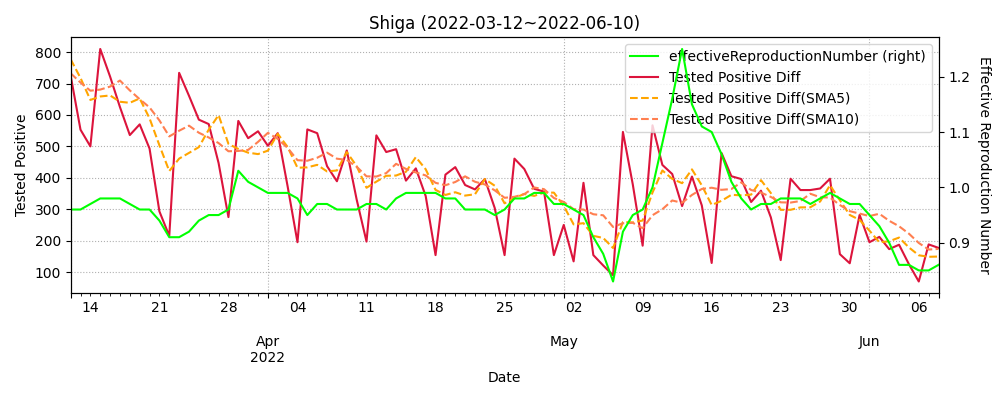 Shiga (2022-03-12~2022-06-10)
effectiveReproductionNumber (right)
Tested Positive Diff
Tested Positive Diff(SMA5)
Tested Positive Diff(SMA10)
Tested Positive
800
700
600
500
400
300
200
100
1.2
1.1
1.0
0.9
Effective Reproduction Number
14 21 28 04 11 18 25 02 09 16 23 30 06
Apr May Jun
2022
Date